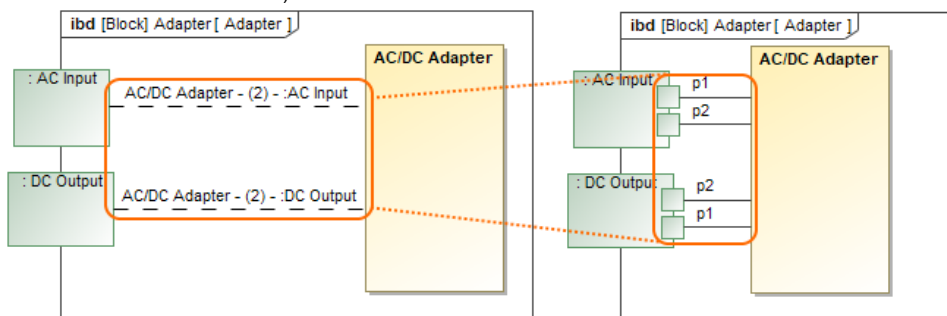 ibd [Block] Adapter [ Adapter ]
AC/DC Adapter
: AC Input
AC/DC Adapter - (2) - :AC Input
: DC Output
AC/DC Adapter - (2) - :DC Output
ibd [Block] Adapter [ Adapter ]
AC/DC Adapter
: AC Input
p1
p2
: DC Output
p2
p1